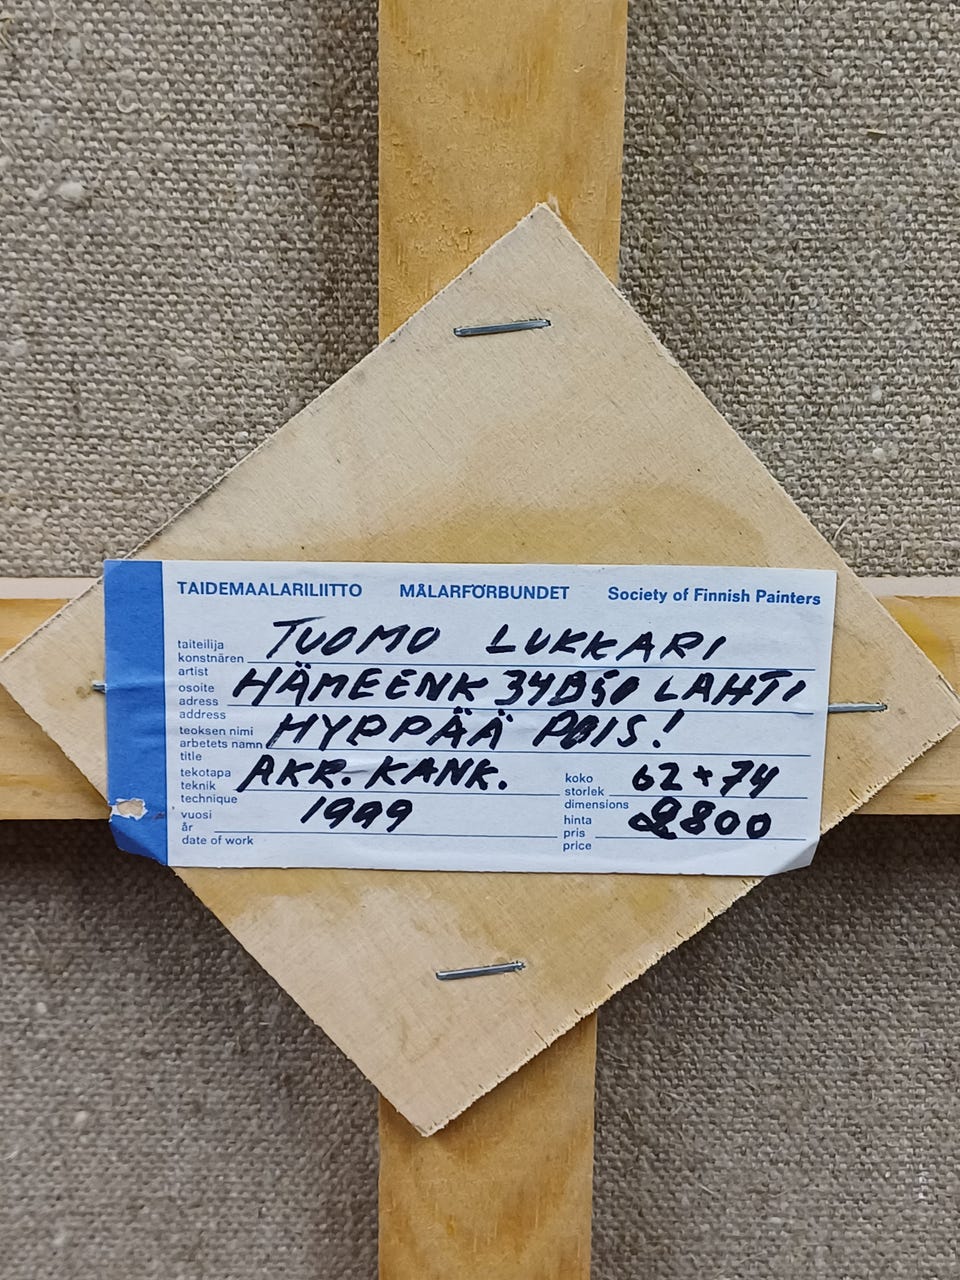 TAIDEMAALARILIITTO MÅLARFÖRBUNDET Society of Finnish Painters
taiteilija
konstnären
artist
TUOMO LUKKARI
osoite
adress
address
HÄMEENK 34B LAHTI
teoksen nimi
arbetets namn
title
HYPPÄÄ POIS!
tekotapa
teknik
technique
AKR. KANK.
koko
storlek
dimensions
62 x 74
vuosi
år
date of work
1999
hinta
pris
price
2800